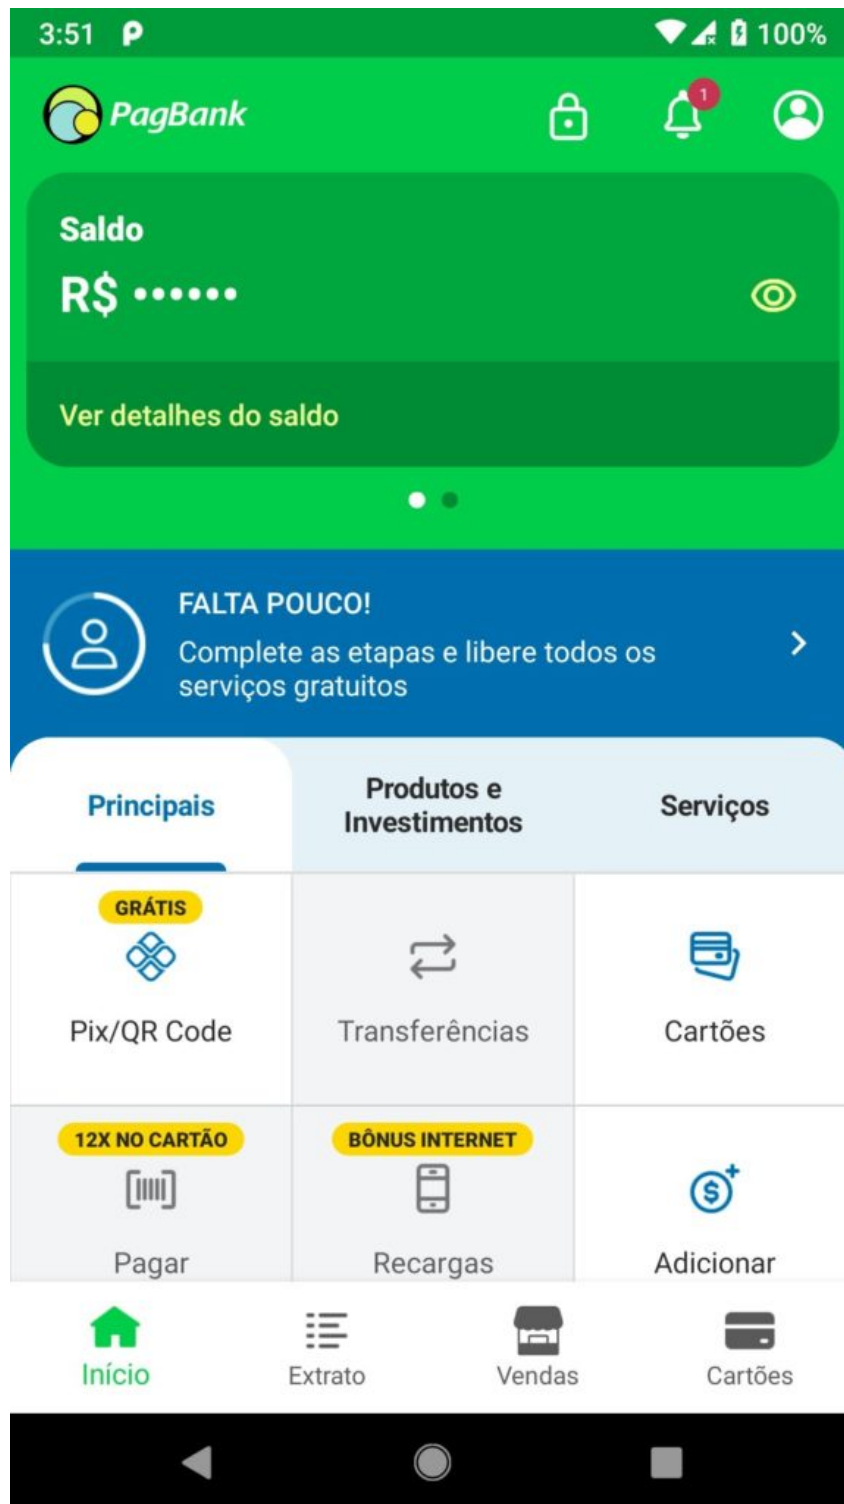 3:51 100%
PagBank
1
Saldo
R$ ••••••
Ver detalhes do saldo
FALTA POUCO!
Complete as etapas e libere todos os
serviços gratuitos
Principais
Produtos e
Investimentos
Serviços
GRÁTIS
Pix/QR Code
Transferências
Cartões
12X NO CARTÃO
Pagar
BÔNUS INTERNET
Recargas
Adicionar
Início
Extrato
Vendas
Cartões